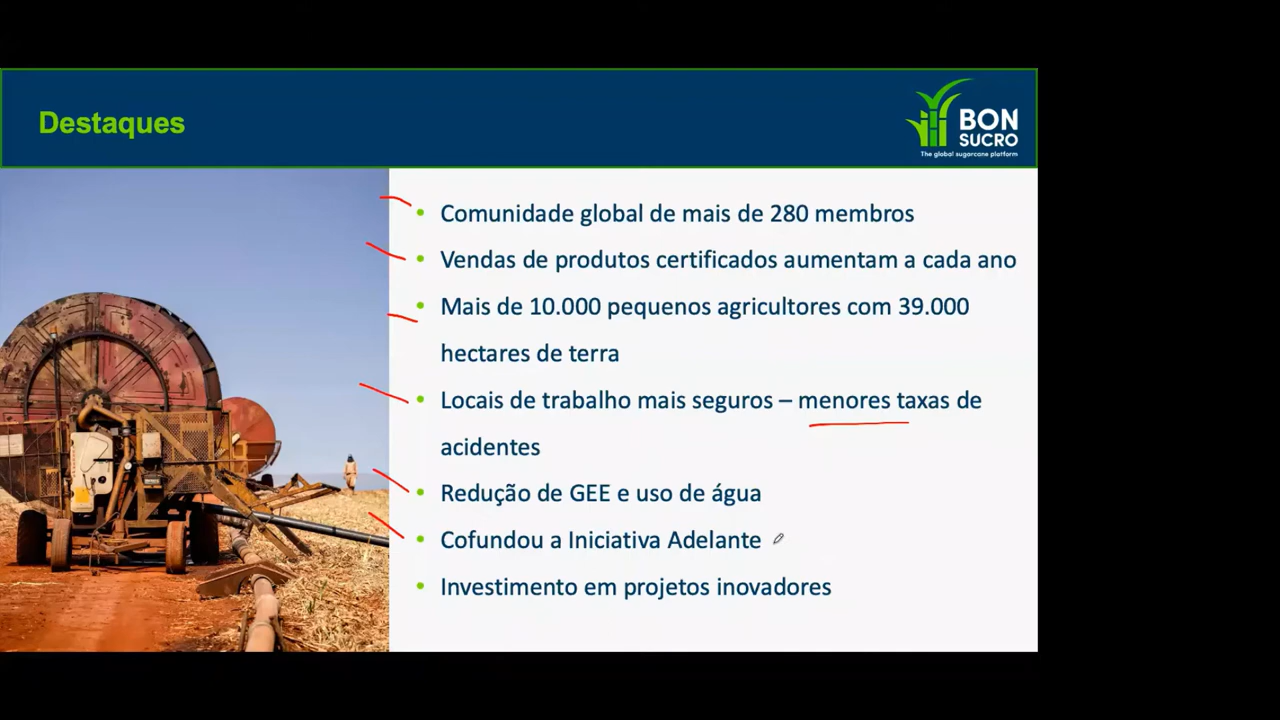 Destaques
BON
SUCRO
The global sugarcane platform
• Comunidade global de mais de 280 membros
• Vendas de produtos certificados aumentam a cada ano
• Mais de 10.000 pequenos agricultores com 39.000
hectares de terra
• Locais de trabalho mais seguros – menores taxas de
acidentes
• Redução de GEE e uso de água
• Cofundou a Iniciativa Adelante
• Investimento em projetos inovadores